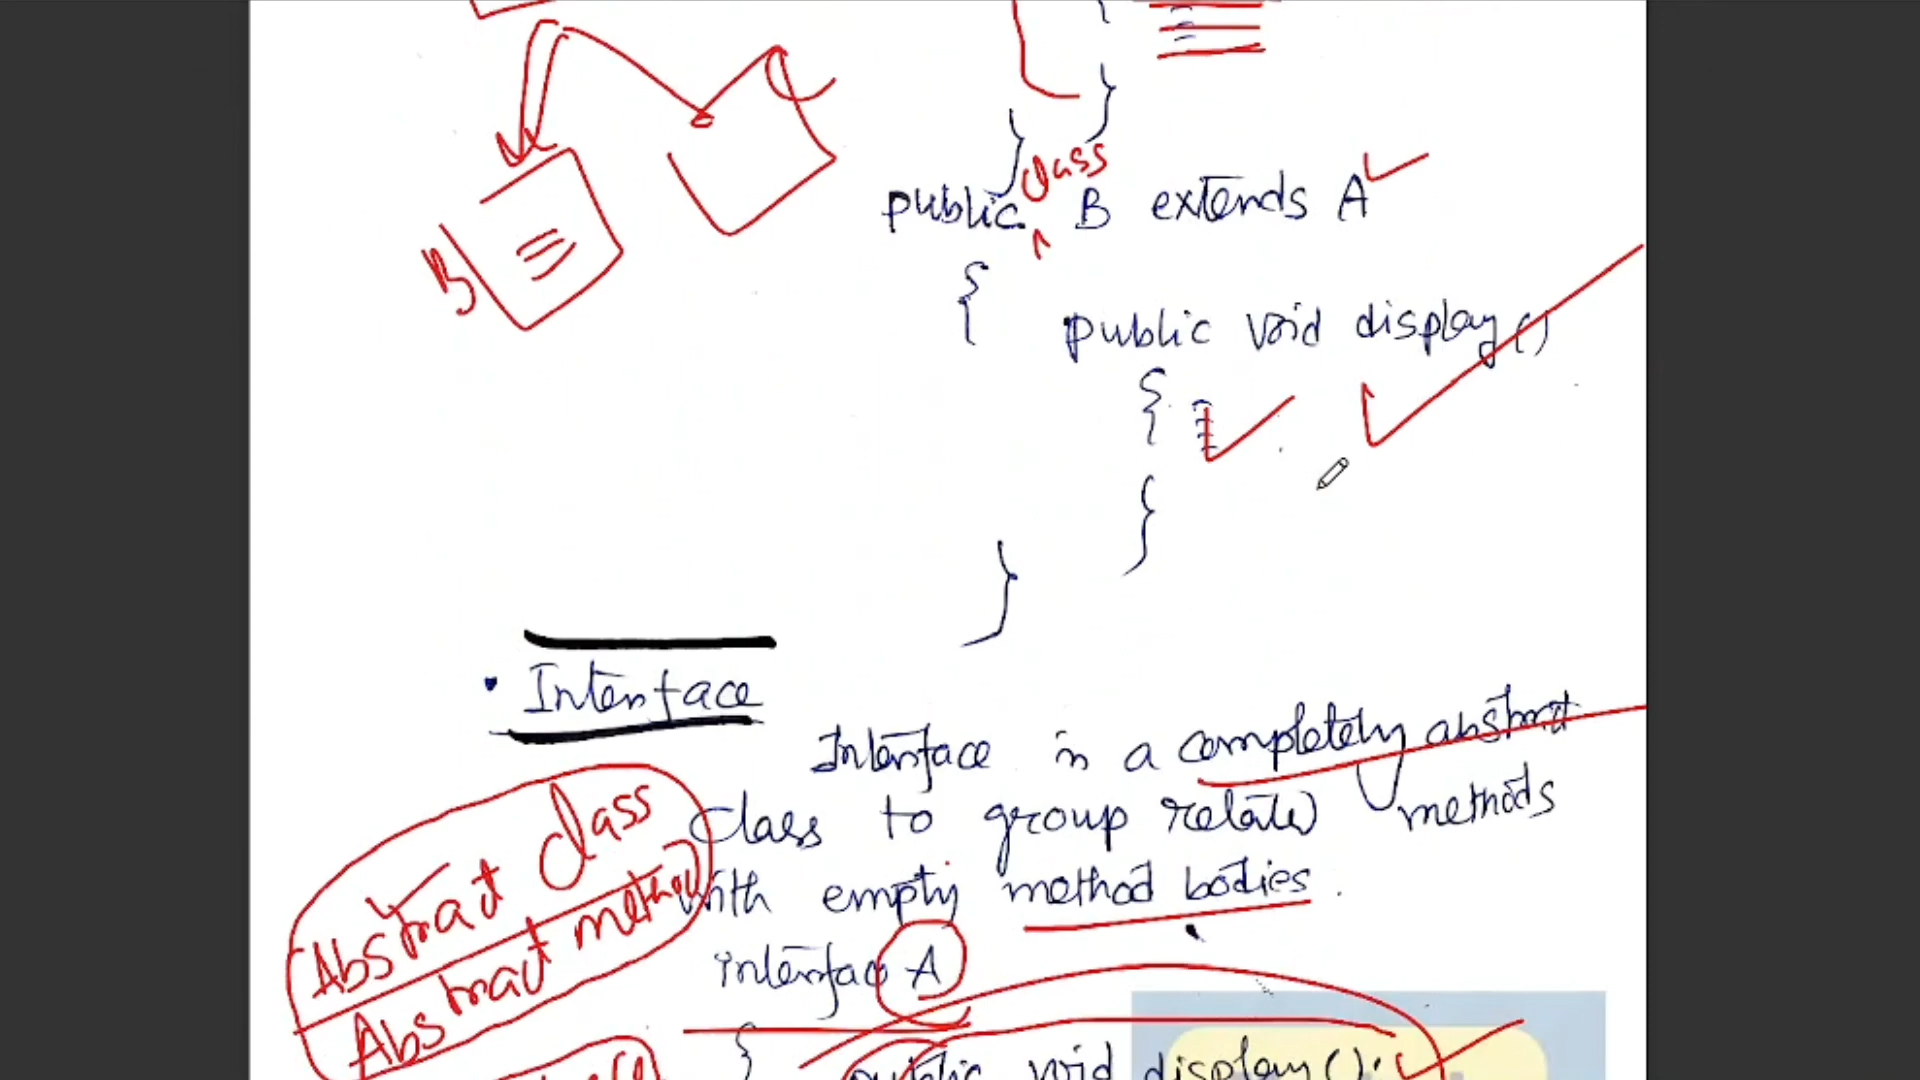 }
}
class
public B extends A
{
public void display()
{
}
}
B
• Interface
Interface is a completely abstract
class to group related methods
with empty method bodies.
Abstract class
Abstract method
interface A
{
public void display();